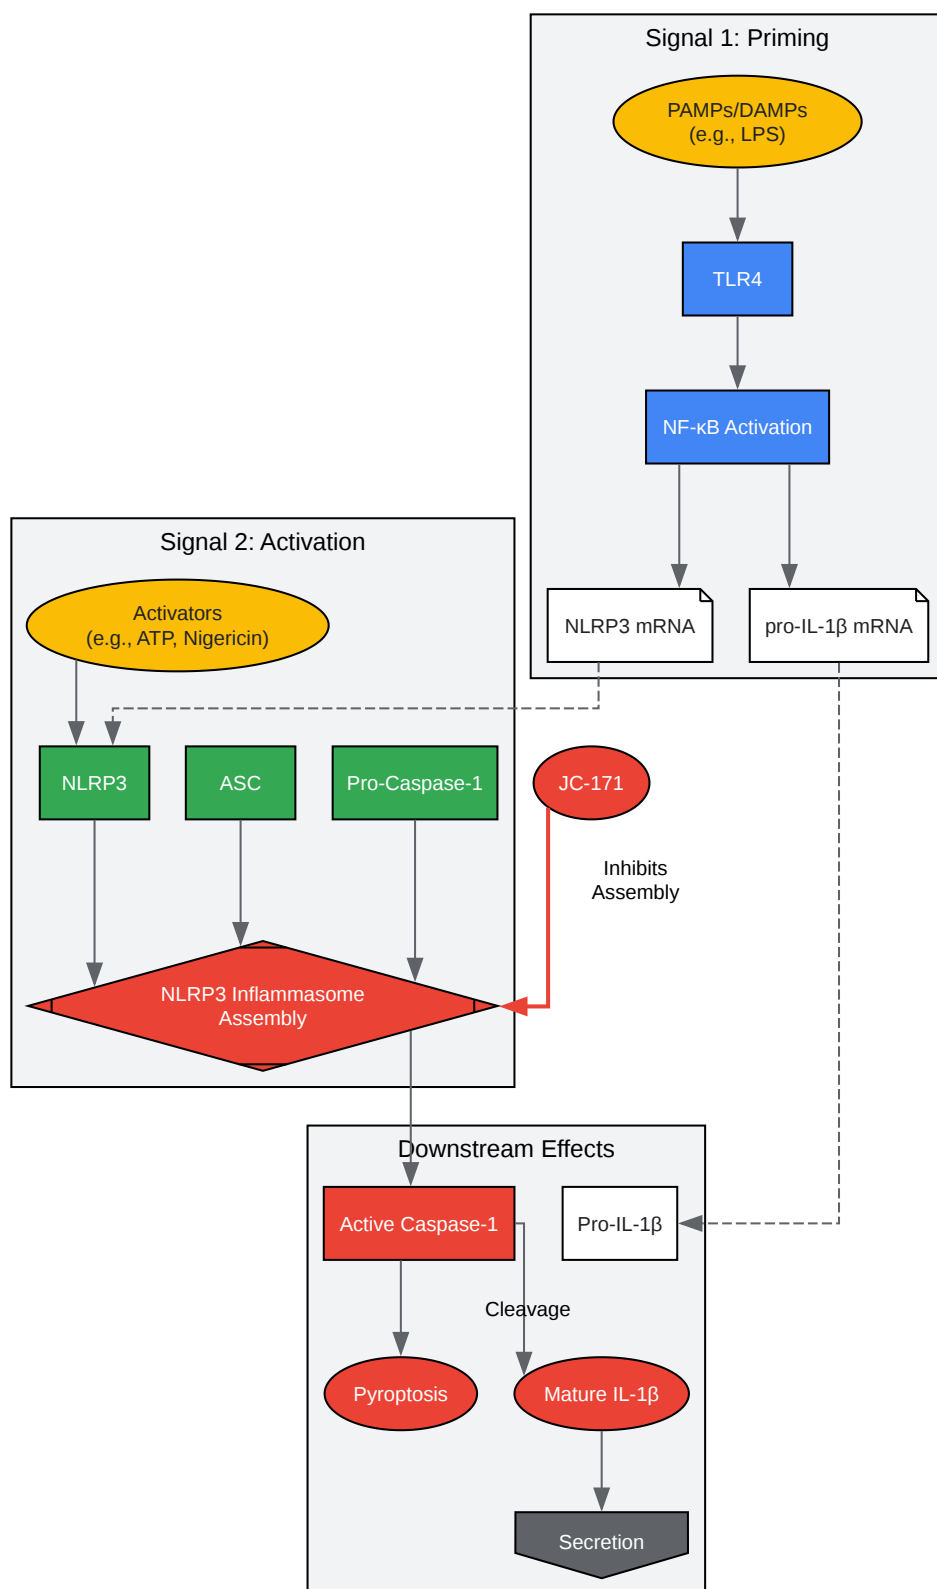 Signal 1: Priming
PAMPs/DAMPs
(e.g., LPS)
TLR4
NF-κB Activation
NLRP3 mRNA
pro-IL-1β mRNA
Signal 2: Activation
Activators
(e.g., ATP, Nigericin)
NLRP3
ASC
Pro-Caspase-1
JC-171
Inhibits
Assembly
NLRP3 Inflammasome
Assembly
Downstream Effects
Active Caspase-1
Pro-IL-1β
Cleavage
Pyroptosis
Mature IL-1β
Secretion